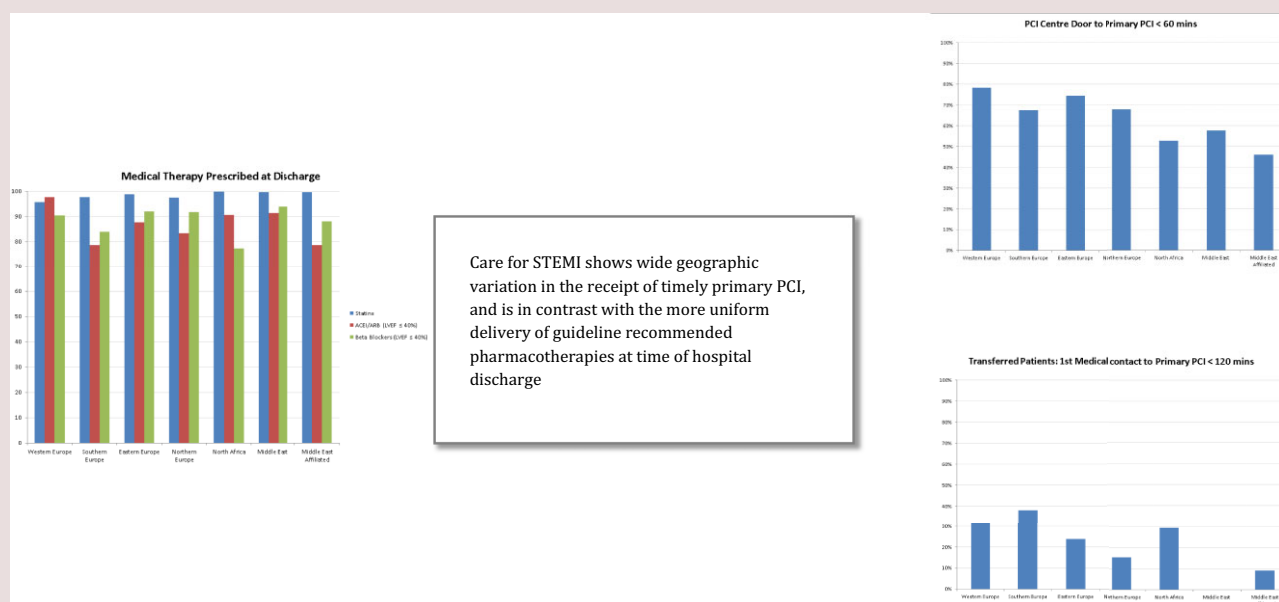 PCI Centre Door to Primary PCI < 60 mins
100%
90%
80%
70%
60%
50%
40%
30%
20%
10%
0%
Western Europe
Southern Europe
Eastern Europe
Northern Europe
North Africa
Middle East
Middle East
Affiliated
Medical Therapy Prescribed at Discharge
100
90
80
70
60
50
40
30
20
10
0
Western Europe
Southern
Europe
Eastern Europe
Northern
Europe
North Africa
Middle East
Middle East
Affiliated
Statins
ACEI/ARB (LVEF ≤ 40%)
Beta Blockers (LVEF ≤ 40%)
Care for STEMI shows wide geographic
variation in the receipt of timely primary PCI,
and is in contrast with the more uniform
delivery of guideline recommended
pharmacotherapies at time of hospital
discharge
Transferred Patients: 1st Medical contact to Primary PCI < 120 mins
100%
90%
80%
70%
60%
50%
40%
30%
20%
10%
0%
Western Europe
Southern Europe
Eastern Europe
Northern Europe
North Africa
Middle East
Middle East